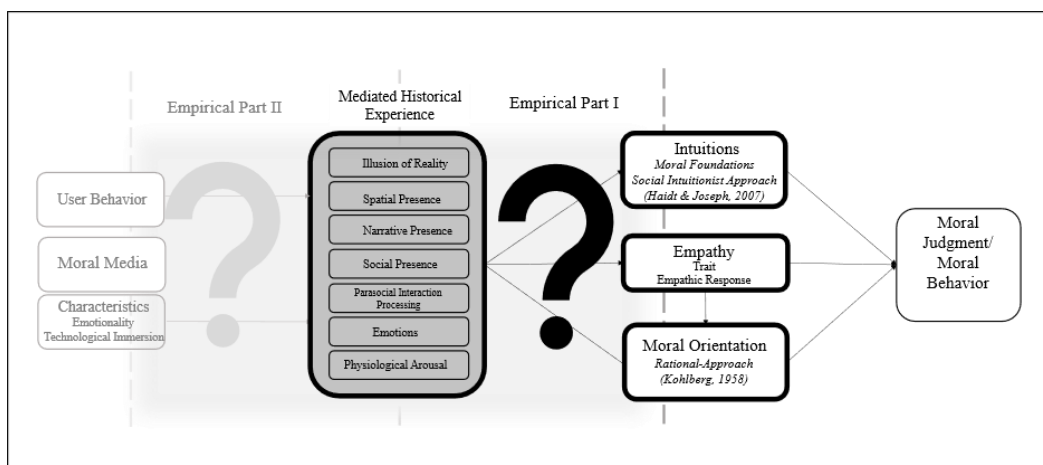 Empirical Part II
Mediated Historical
Experience
Empirical Part I
User Behavior
Moral Media
Characteristics
Emotionality
Technological Immersion
?
Illusion of Reality
Spatial Presence
Narrative Presence
Social Presence
Parasocial Interaction
Processing
Emotions
Physiological Arousal
?
Intuitions
Moral Foundations
Social Intuitionist Approach
(Haidt & Joseph, 2007)
Empathy
Trait
Empathic Response
Moral Orientation
Rational-Approach
(Kohlberg, 1958)
Moral
Judgment/
Moral
Behavior